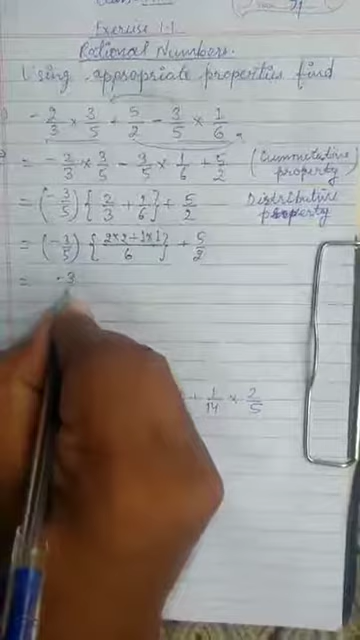 Exercise 1.1
Rational Numbers.
Using appropriate properties find
- 2/3 × 3/5 + 5/2 - 3/5 × 1/6
= - 2/3 × 3/5 - 3/5 × 1/6 + 5/2 (Commutative property)
= (- 3/5) { 2/3 + 1/6 } + 5/2 Distributive property
= (- 3/5) { 2×2+1×1 / 6 } + 5/2
= -3
+ 1/14 × 2/5